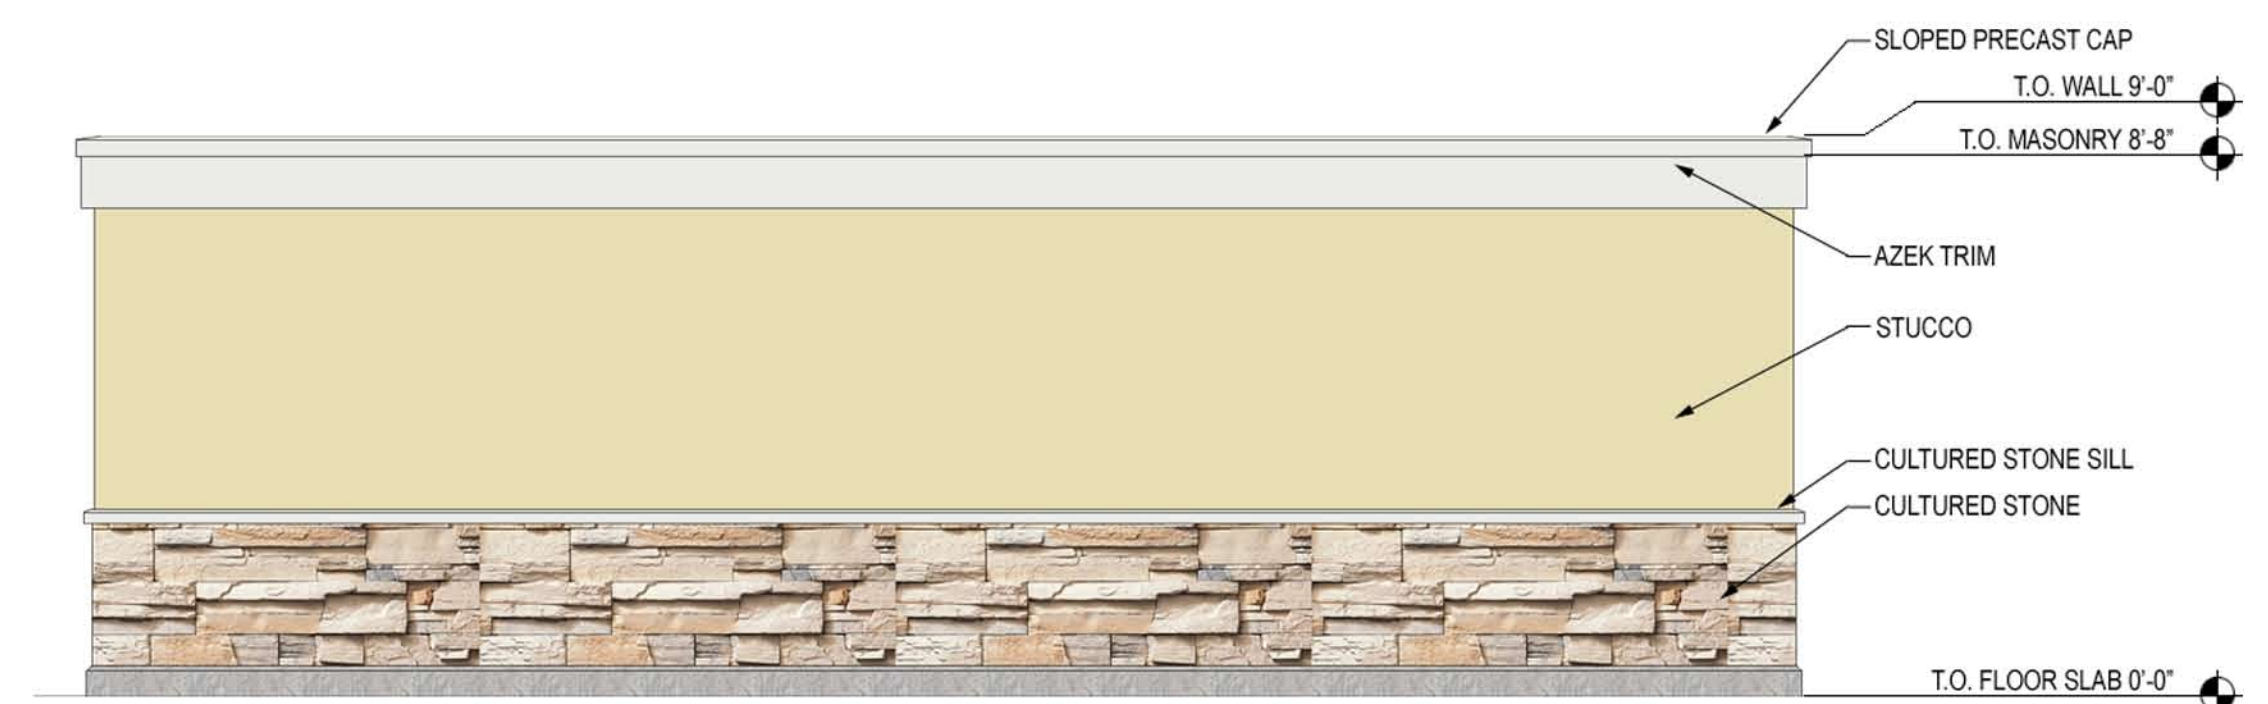 SLOPED PRECAST CAP
T.O. WALL 9'-0"
T.O. MASONRY 8'-8"
AZEK TRIM
STUCCO
CULTURED STONE SILL
CULTURED STONE
T.O. FLOOR SLAB 0'-0"